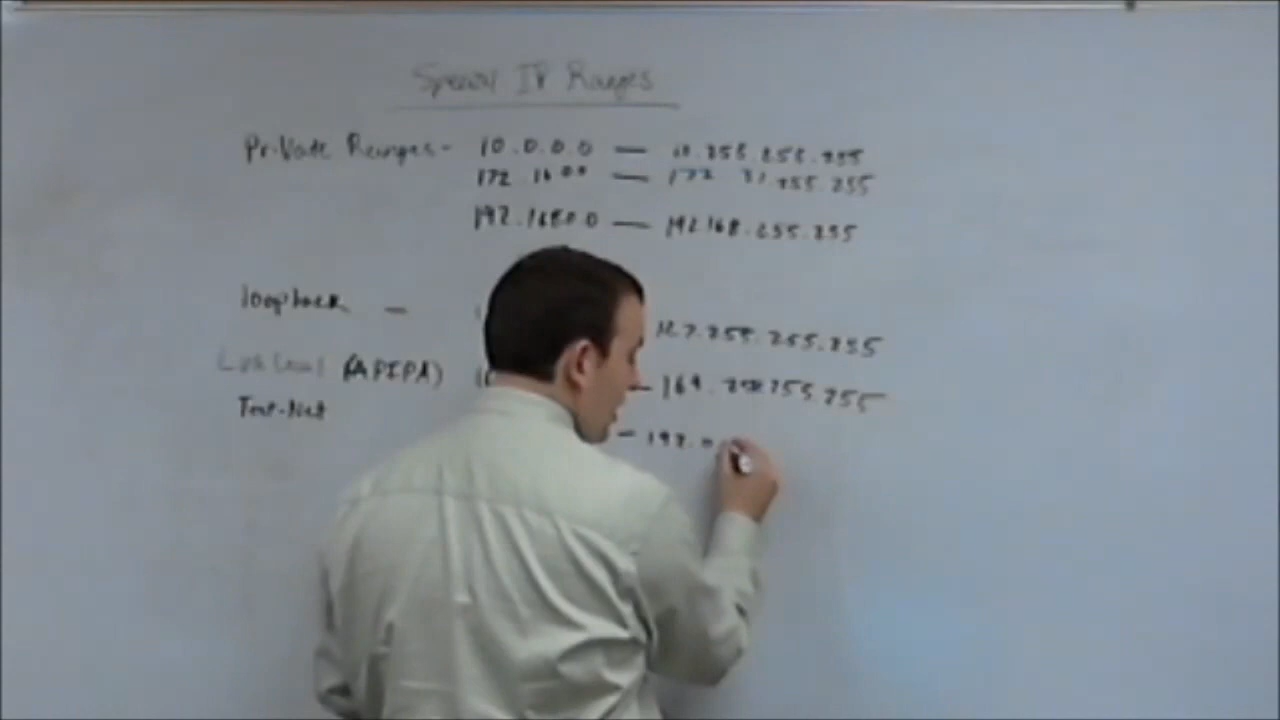 Special IP Ranges
Private Ranges - 10.0.0.0 — 10.255.255.255
172 16 0 0 — 172 31.255.255
192.168 0 0 — 192.168.255.255
loopback — 127.255.255.255
Link Local (APIPA) — 169. 255.255
Test-Net — 192.0